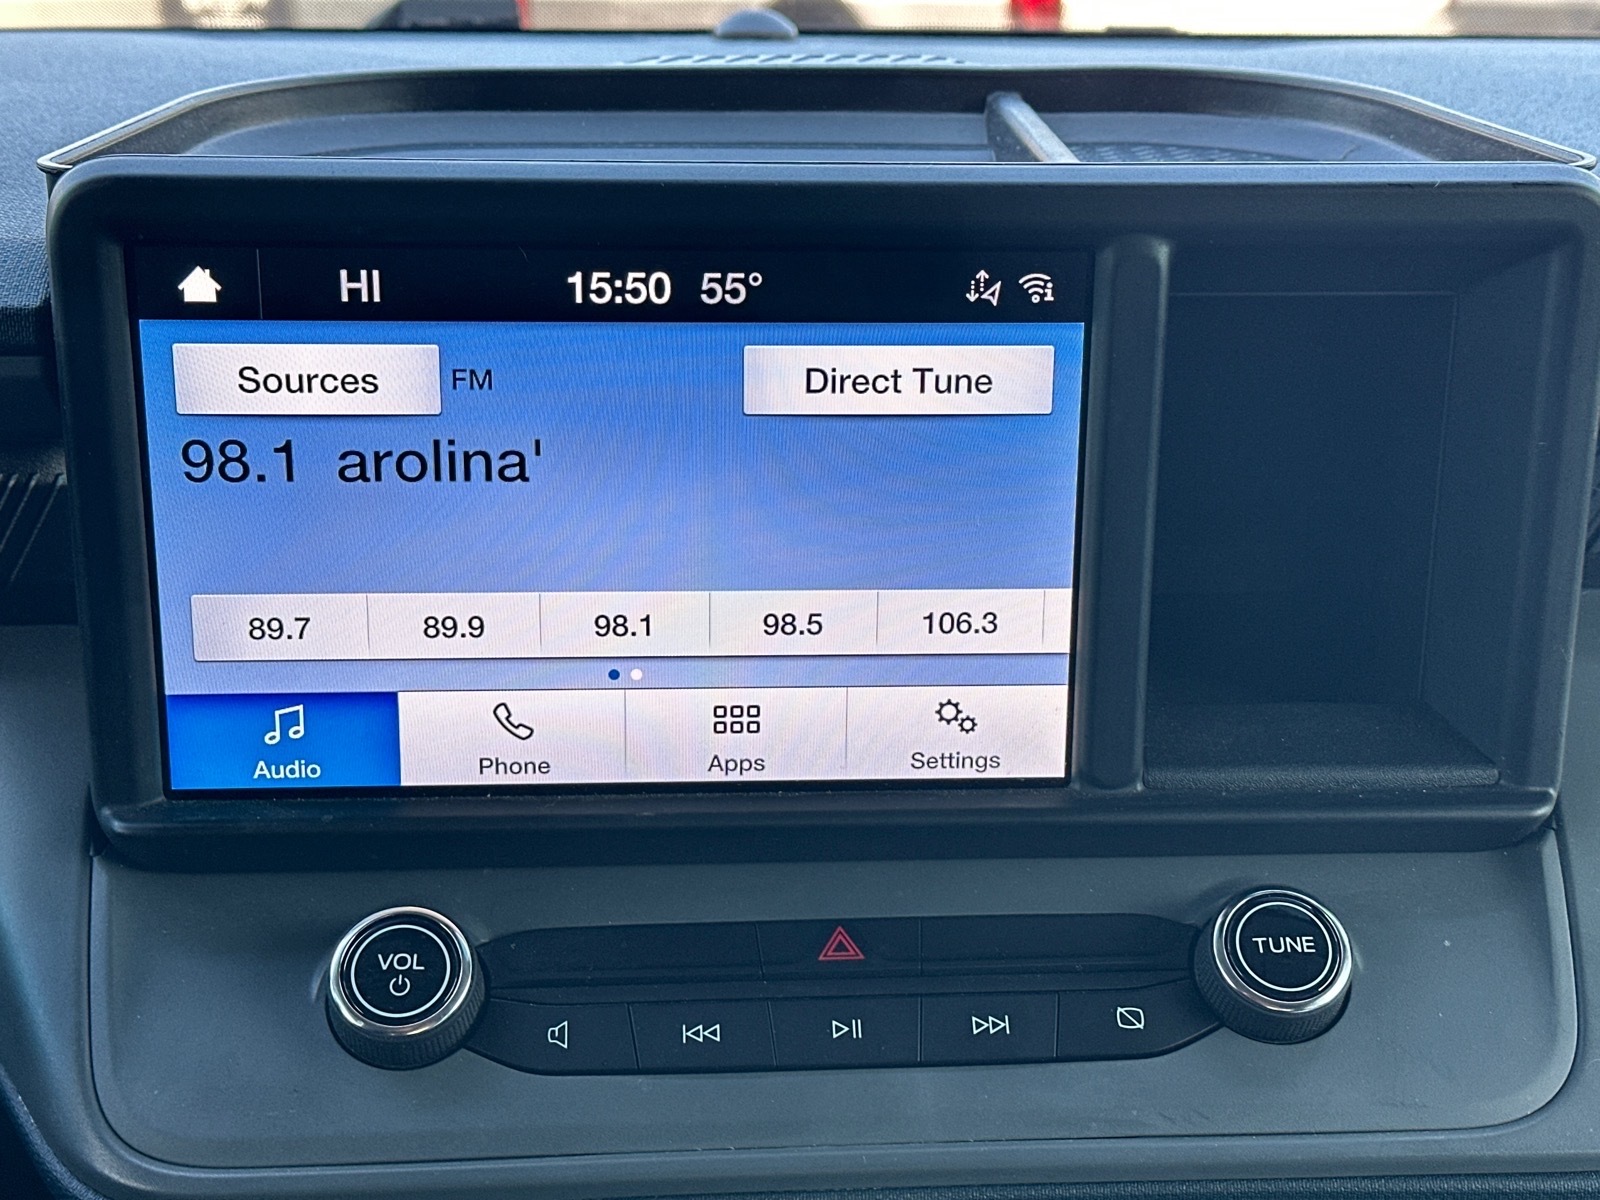 HI 15:50 55°
Sources FM Direct Tune
98.1 arolina'
89.7 89.9 98.1 98.5 106.3
Audio Phone Apps Settings
VOL TUNE